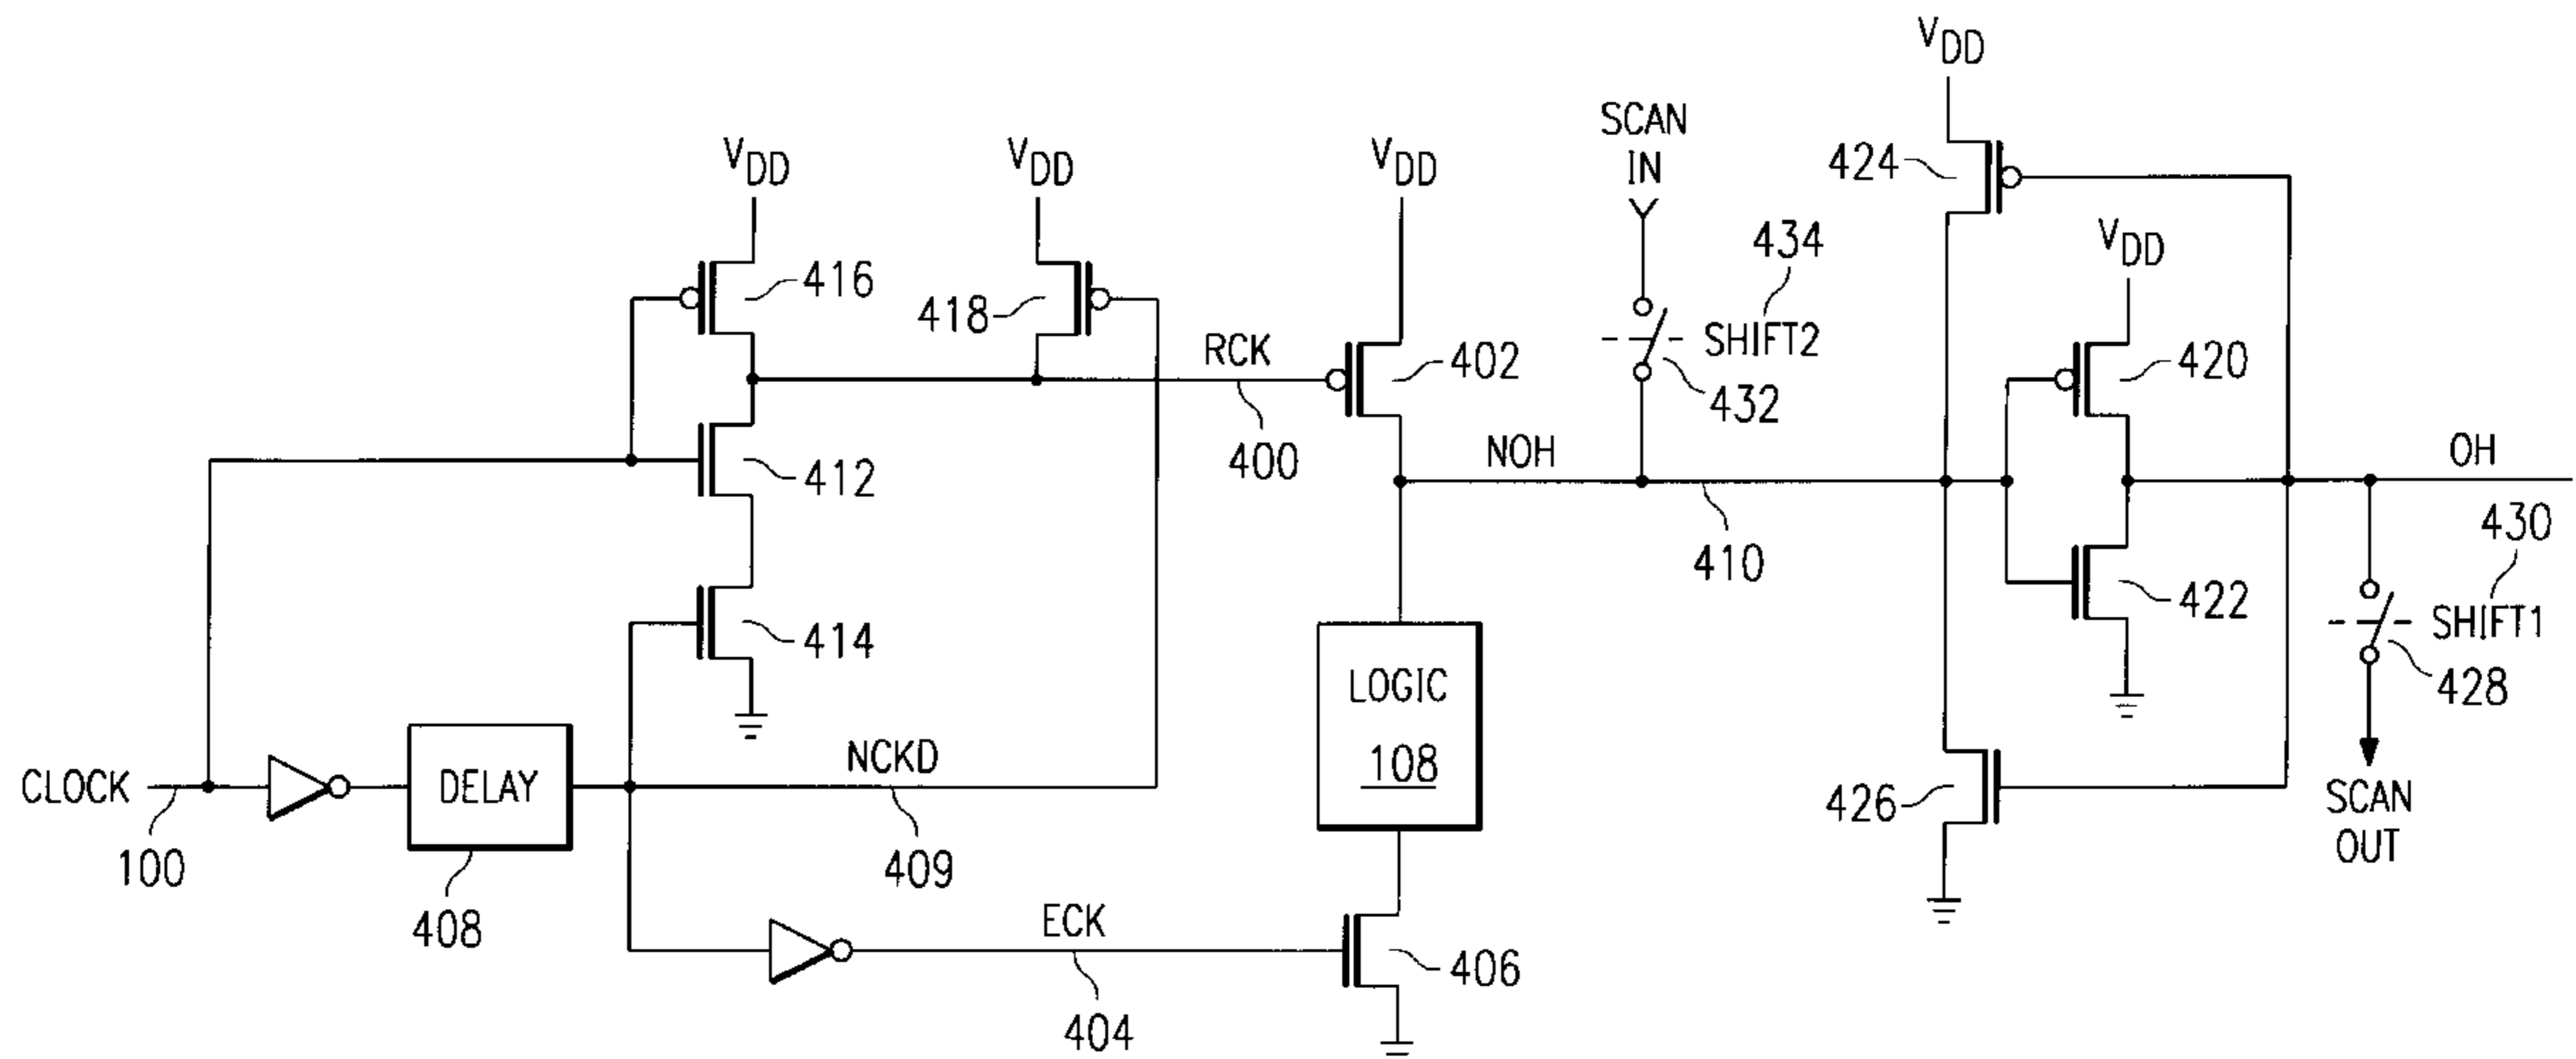 VDD
424
SCAN
IN
434
VDD
VDD
VDD
VDD
416
418
SHIFT2
RCK
402
432
420
400
NOH
OH
412
430
410
422
SHIFT1
414
LOGIC
108
428
CLOCK
DELAY
NCKD
426
SCAN
OUT
100
409
408
ECK
406
404